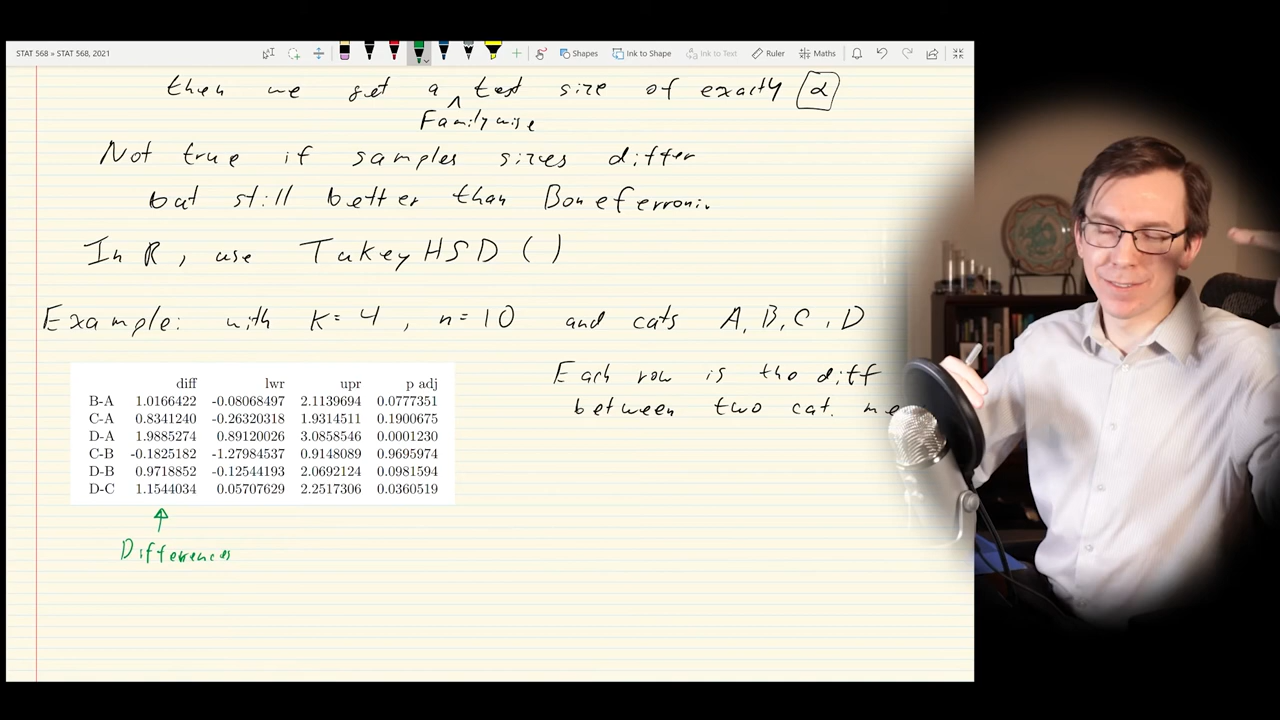 STAT 568 » STAT 568, 2021
Shapes
Ink to Shape
Ink to Text
Ruler
Maths
then we get a test size of exactly α
Familywise
Not true if samples sizes differ
but still better than Boneferroni.
In R, use TukeyHSD()
Example: with K=4, n=10 and cats A, B, C, D
Each row is the diff
between two cat. me
diff lwr upr p adj
B-A 1.0166422 -0.08068497 2.1139694 0.0777351
C-A 0.8341240 -0.26320318 1.9314511 0.1900675
D-A 1.9885274 0.89120026 3.0858546 0.0001230
C-B -0.1825182 -1.27984537 0.9148089 0.9695974
D-B 0.9718852 -0.12544193 2.0692124 0.0981594
D-C 1.1544034 0.05707629 2.2517306 0.0360519
Differences